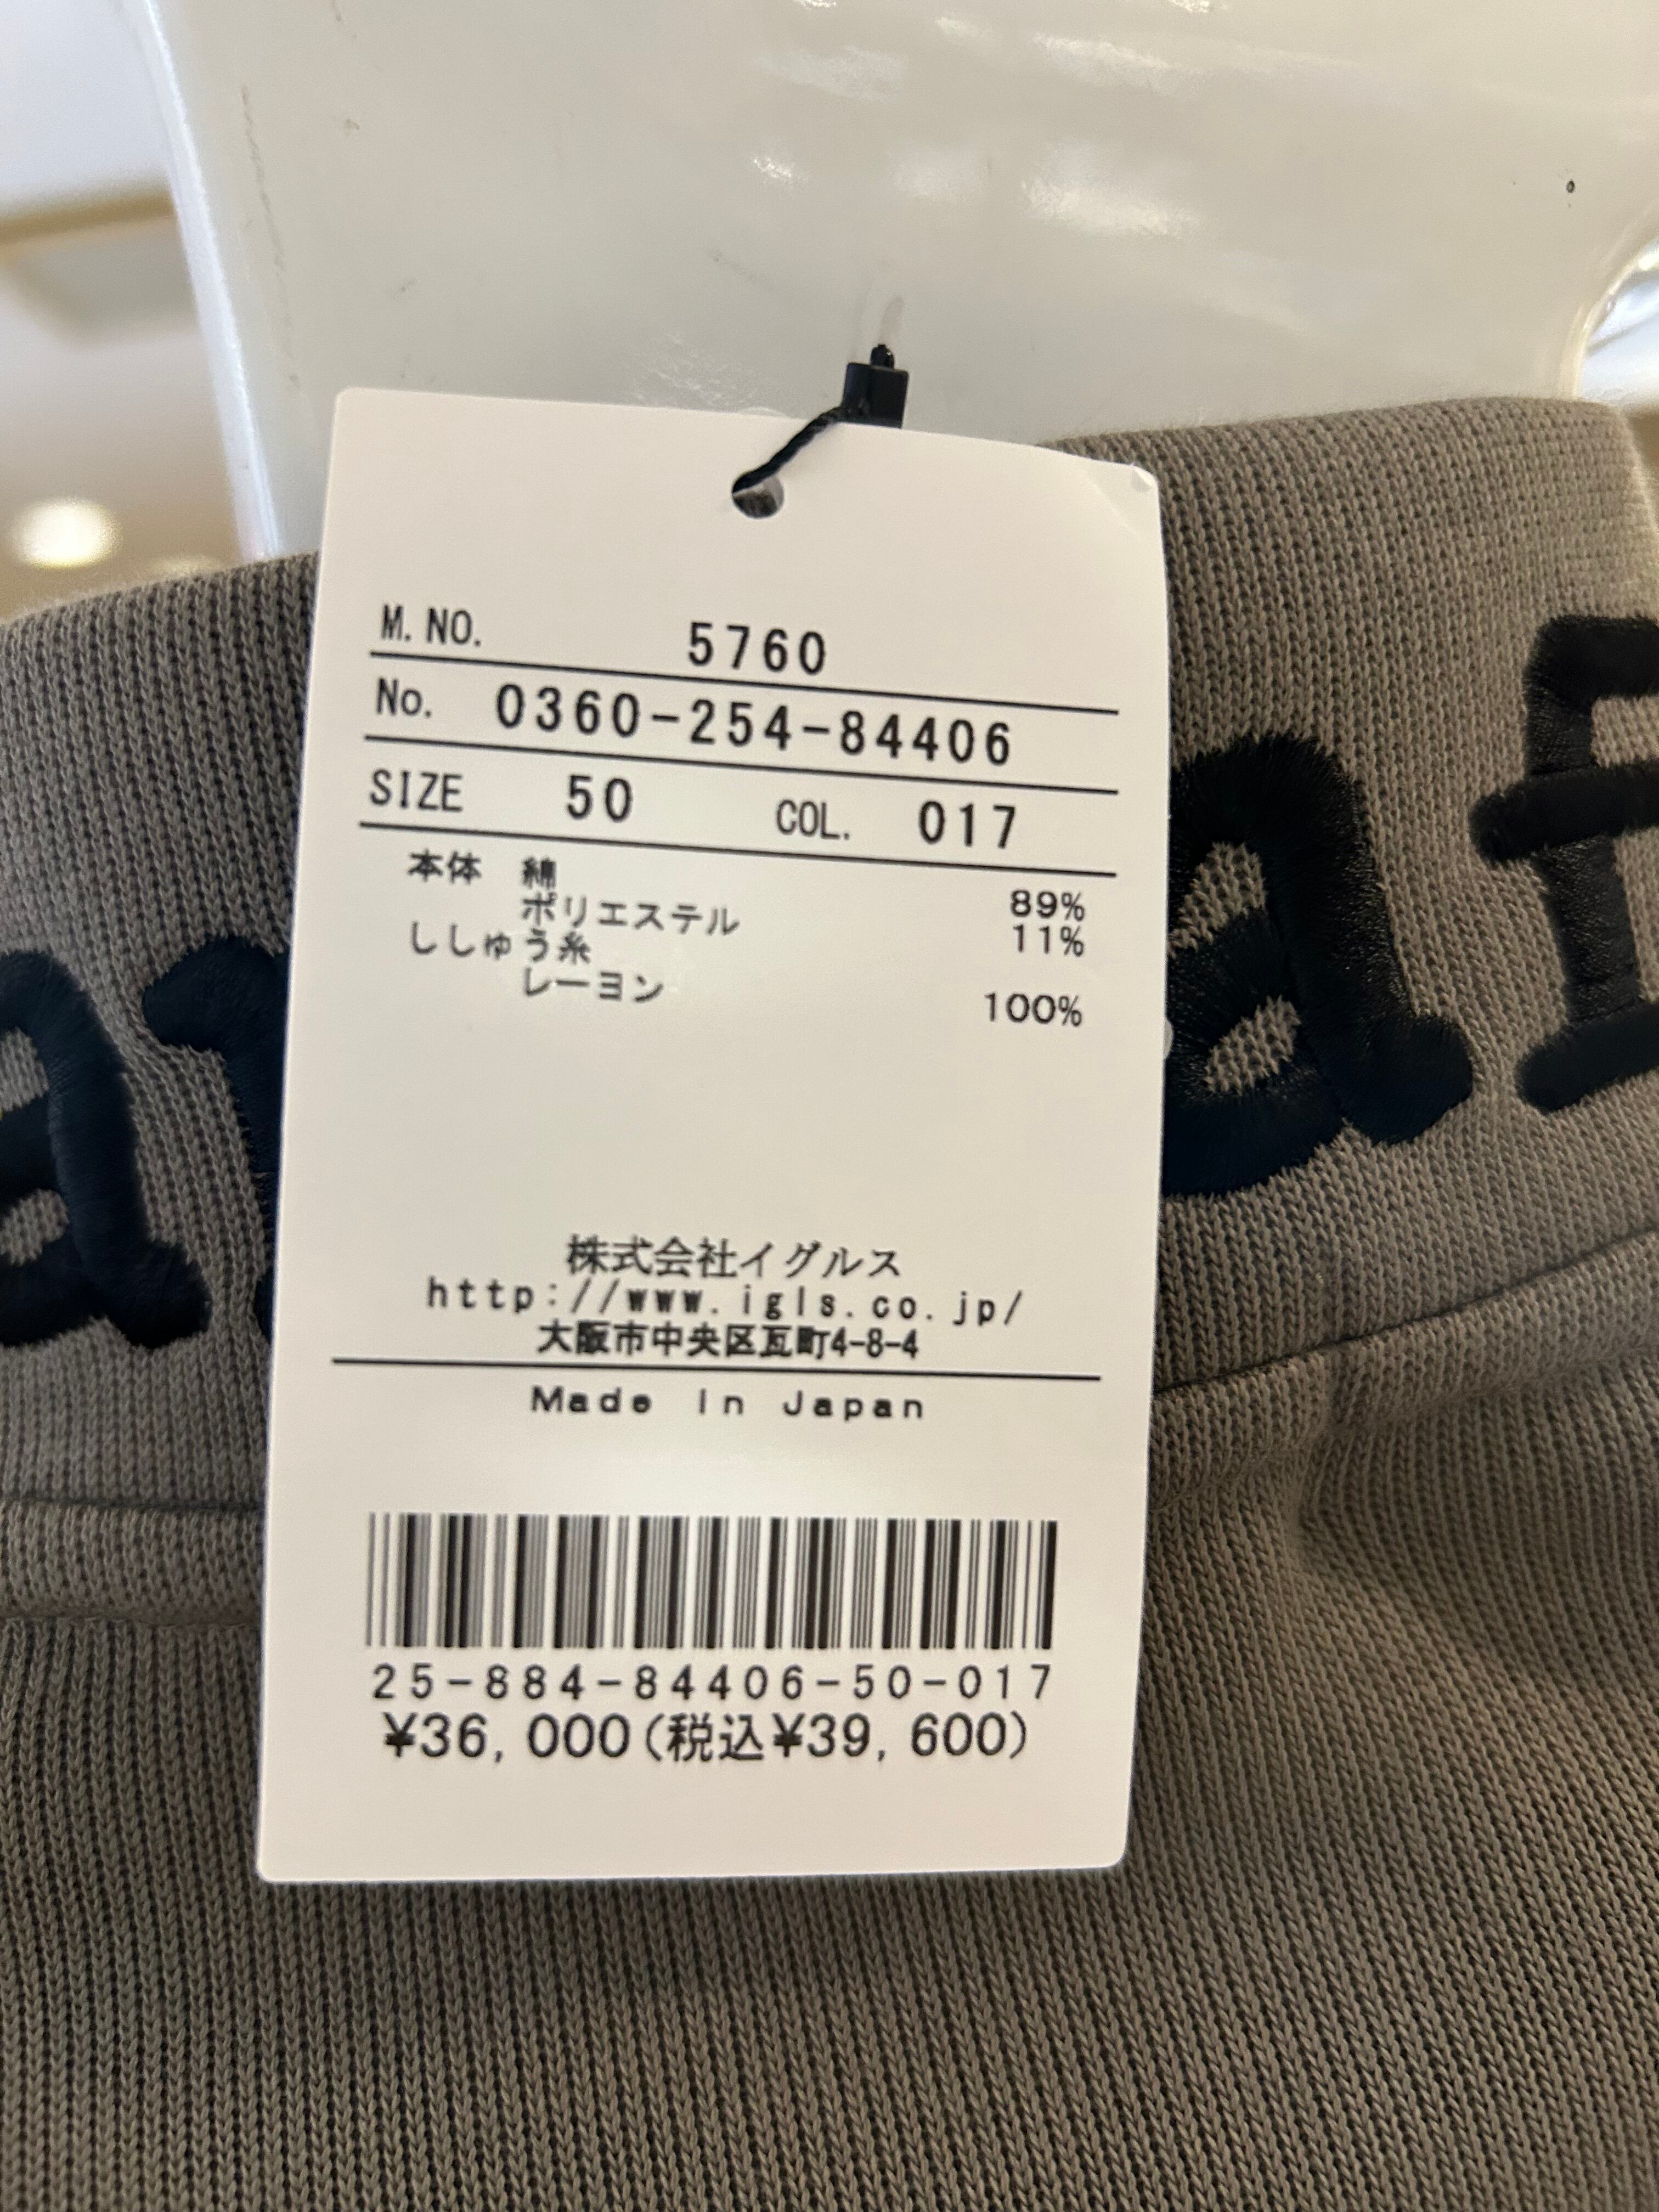 M. NO. 5760
No. 0360-254-84406
SIZE 50 COL. 017
本体 綿 89%
ポリエステル 11%
ししゅう糸
レーヨン 100%
株式会社イグルス
http://www.igls.co.jp/
大阪市中央区瓦町4-8-4
Made In Japan
25-884-84406-50-017
¥36,000(税込¥39,600)